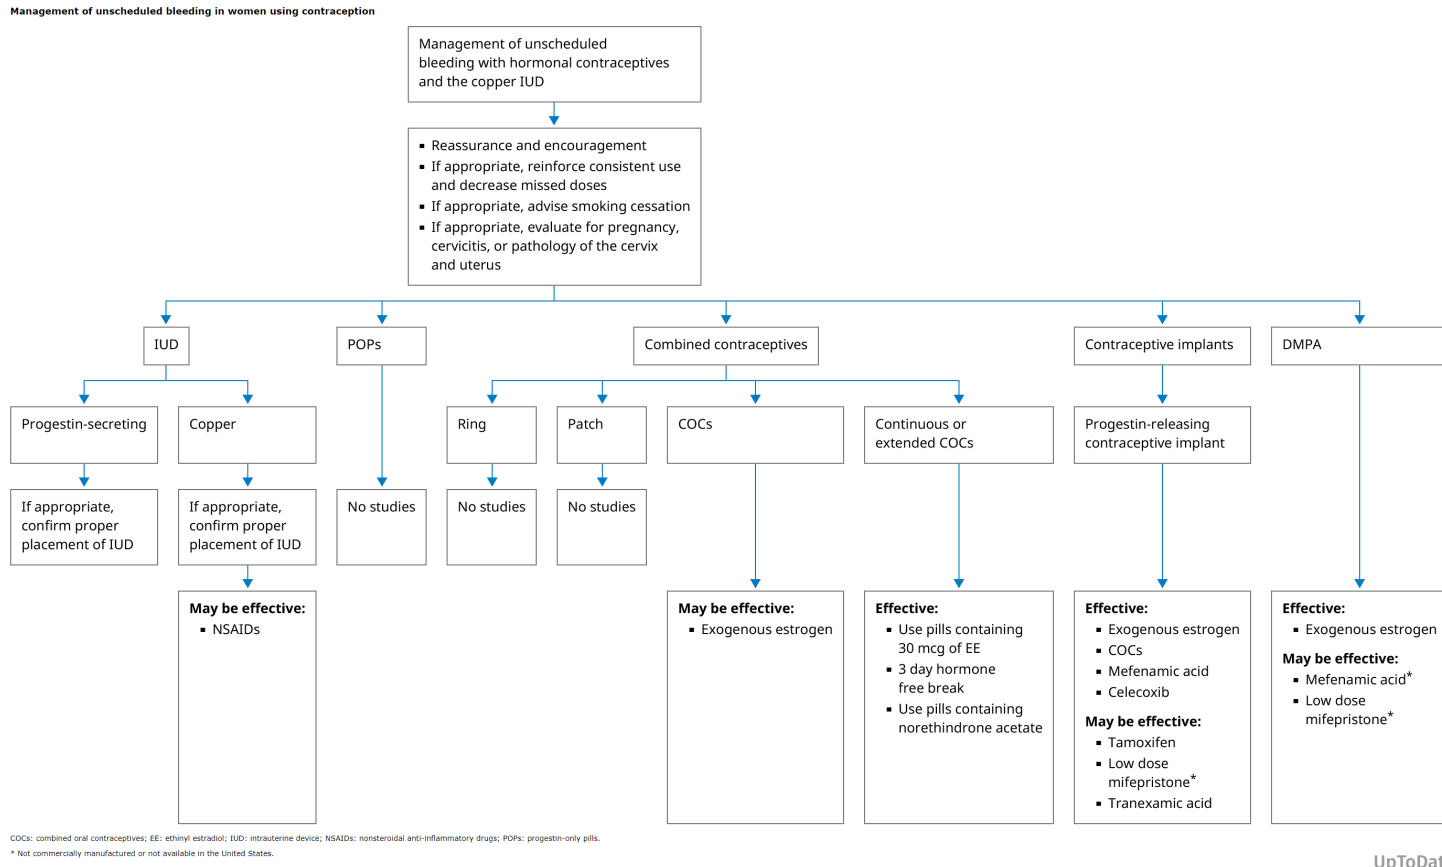 Management of unscheduled bleeding in women using contraception
Management of unscheduled
bleeding with hormonal contraceptives
and the copper IUD
▪ Reassurance and encouragement
▪ If appropriate, reinforce consistent use
and decrease missed doses
▪ If appropriate, advise smoking cessation
▪ If appropriate, evaluate for pregnancy,
cervicitis, or pathology of the cervix
and uterus
IUD
POPs
Combined contraceptives
Contraceptive implants
DMPA
Progestin-secreting
Copper
Ring
Patch
COCs
Continuous or
extended COCs
Progestin-releasing
contraceptive implant
If appropriate,
confirm proper
placement of IUD
If appropriate,
confirm proper
placement of IUD
No studies
No studies
No studies
May be effective:
▪ NSAIDs
May be effective:
▪ Exogenous estrogen
Effective:
▪ Use pills containing
30 mcg of EE
▪ 3 day hormone
free break
▪ Use pills containing
norethindrone acetate
Effective:
▪ Exogenous estrogen
▪ COCs
▪ Mefenamic acid
▪ Celecoxib
May be effective:
▪ Tamoxifen
▪ Low dose
mifepristone*
▪ Tranexamic acid
Effective:
▪ Exogenous estrogen
May be effective:
▪ Mefenamic acid*
▪ Low dose
mifepristone*
COCs: combined oral contraceptives; EE: ethinyl estradiol; IUD: intrauterine device; NSAIDs: nonsteroidal anti-inflammatory drugs; POPs: progestin-only pills.
* Not commercially manufactured or not available in the United States.